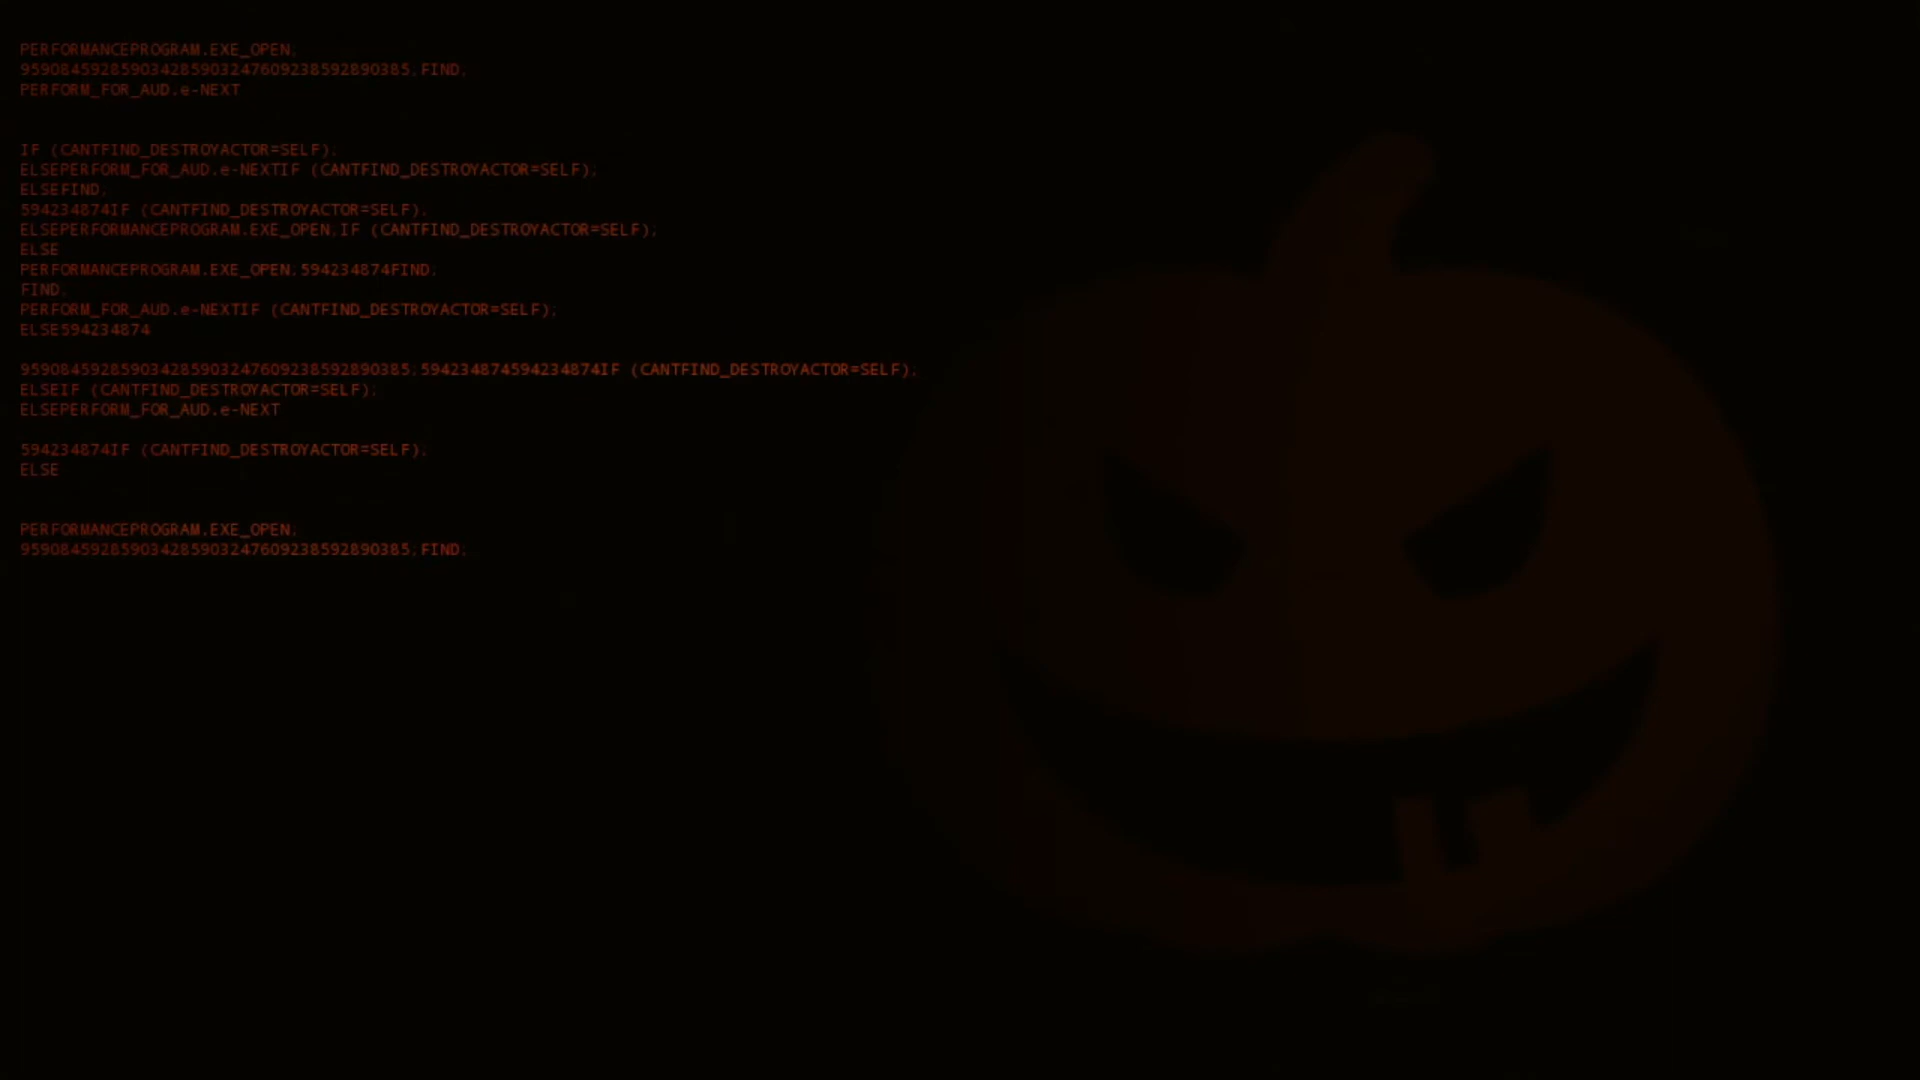 PERFORMANCEPROGRAM.EXE_OPEN;
9590845928590342859032476092385928903​85;FIND;
PERFORM_FOR_AUD.e-NEXT
IF (CANTFIND_DESTROYACTOR=SELF);
ELSEPERFORM_FOR_AUD.e-NEXTIF (CANTFIND_DESTROYACTOR=SELF);
ELSEFIND;
594234874IF (CANTFIND_DESTROYACTOR=SELF);
ELSEPERFORMANCEPROGRAM.EXE_OPEN;IF (CANTFIND_DESTROYACTOR=SELF);
ELSE
PERFORMANCEPROGRAM.EXE_OPEN;594234874FIND;
FIND;
PERFORM_FOR_AUD.e-NEXTIF (CANTFIND_DESTROYACTOR=SELF);
ELSE594234874
959084592859034285903247609238592890385;594234874594234874IF (CANTFIND_DESTROYACTOR=SELF);
ELSEIF (CANTFIND_DESTROYACTOR=SELF);
ELSEPERFORM_FOR_AUD.e-NEXT
594234874IF (CANTFIND_DESTROYACTOR=SELF);
ELSE
PERFORMANCEPROGRAM.EXE_OPEN;
959084592859034285903247609238592890385;FIND;